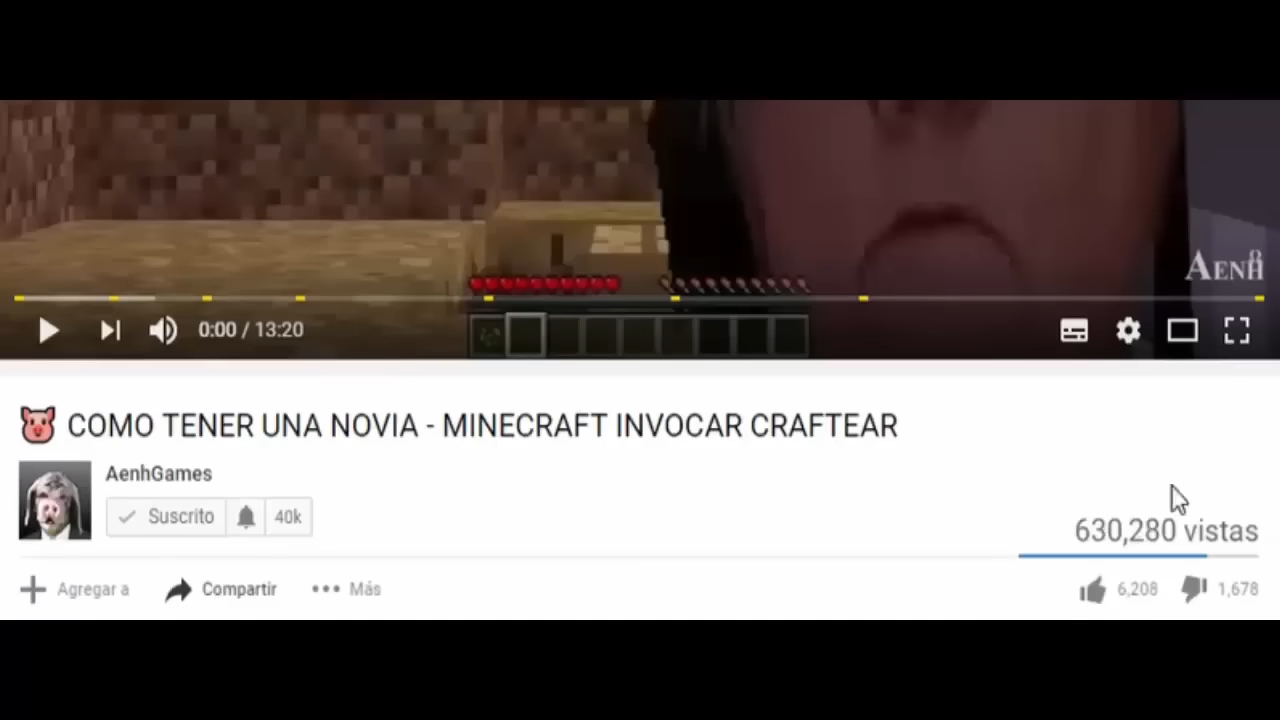 AENH
0:00 / 13:20
COMO TENER UNA NOVIA - MINECRAFT INVOCAR CRAFTEAR
AenhGames
Suscrito 40k
630,280 vistas
Agregar a Compartir Más 6,208 1,678